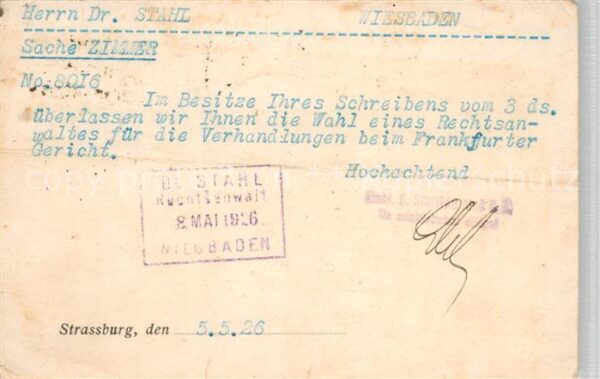 Herrn Dr. STAHL WIESBADEN
Sache ZIMMER
No.8016
Im Besitze Ihres Schreibens vom 3 ds.
überlassen wir Ihnen die Wahl eines Rechtsan-
waltes für die Verhandlungen beim Frankfurter
Gericht.
Hochachtend
STAHL
Rechtsanwalt
8. MAI 1926
WIESBADEN
Strassburg, den 5.5.26